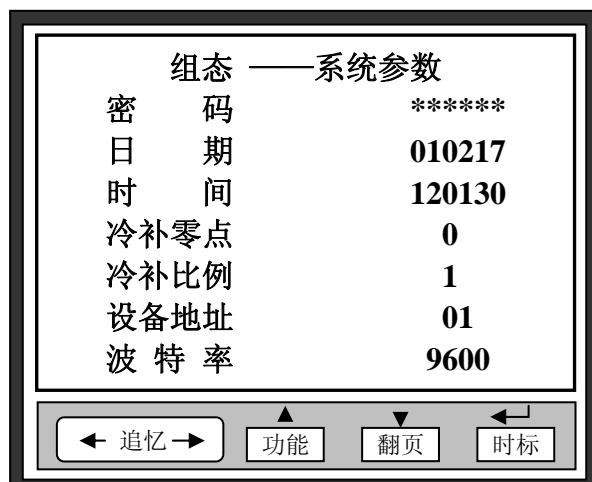 组态 ——系统参数
密 码 ******
日 期 010217
时 间 120130
冷补零点 0
冷补比例 1
设备地址 01
波 特 率 9600
追忆 功能 翻页 时标